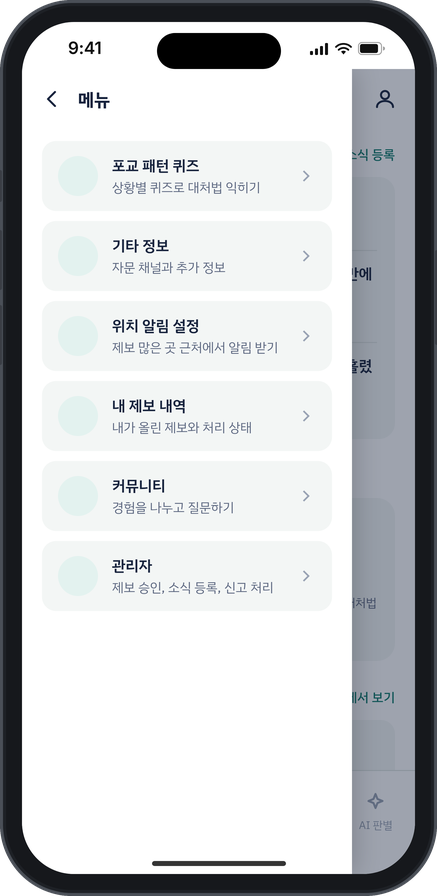 9:41
메뉴
소식 등록
포교 패턴 퀴즈
상황별 퀴즈로 대처법 익히기
기타 정보
자문 채널과 추가 정보
만에
위치 알림 설정
제보 많은 곳 근처에서 알림 받기
흘렸
내 제보 내역
내가 올린 제보와 처리 상태
커뮤니티
경험을 나누고 질문하기
관리자
제보 승인, 소식 등록, 신고 처리
처법
에서 보기
AI 판별